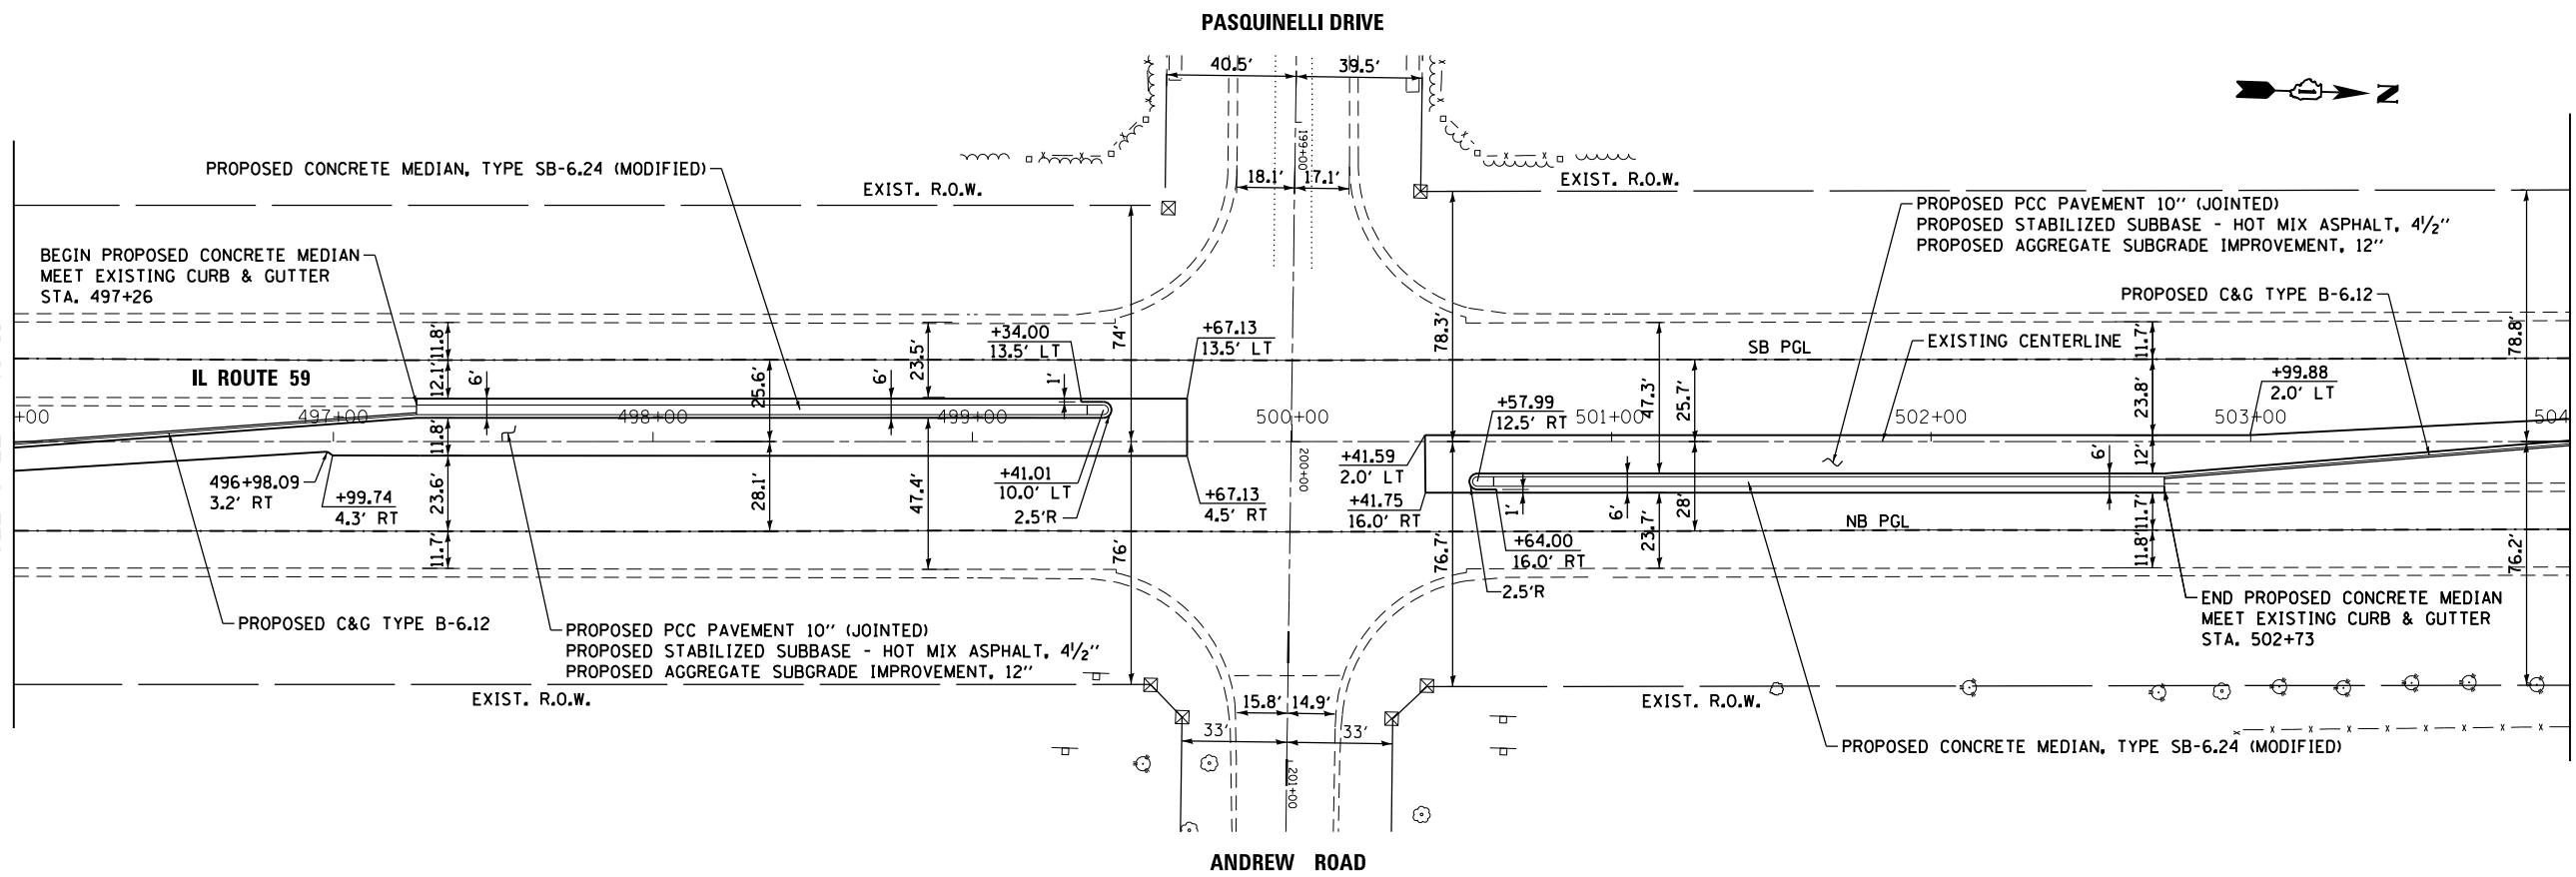 PASQUINELLI DRIVE
40.5'
39.5'
N
199+00
18.1'
17.1'
PROPOSED CONCRETE MEDIAN, TYPE SB-6.24 (MODIFIED)
EXIST. R.O.W.
EXIST. R.O.W.
PROPOSED PCC PAVEMENT 10'' (JOINTED)
PROPOSED STABILIZED SUBBASE - HOT MIX ASPHALT, 4½''
PROPOSED AGGREGATE SUBGRADE IMPROVEMENT, 12''
BEGIN PROPOSED CONCRETE MEDIAN
MEET EXISTING CURB & GUTTER
STA. 497+26
PROPOSED C&G TYPE B-6.12
11.8'
12.1'
6'
25.6'
6'
23.5'
+34.00
13.5' LT
1'
74'
+67.13
13.5' LT
78.3'
SB PGL
EXISTING CENTERLINE
11.7'
78.8'
IL ROUTE 59
+00
497+00
498+00
499+00
500+00
501+00
502+00
503+00
504
+57.99
12.5' RT
47.3'
25.7'
23.8'
+99.88
2.0' LT
11.8'
23.6'
11.7'
496+98.09
3.2' RT
+99.74
4.3' RT
28.1'
47.4'
+41.01
10.0' LT
2.5'R
+67.13
4.5' RT
200+00
+41.59
2.0' LT
+41.75
16.0' RT
1'
6'
23.7'
28'
12'
6'
11.7'
11.8'
NB PGL
76'
76.7'
+64.00
16.0' RT
2.5'R
76.2'
PROPOSED C&G TYPE B-6.12
PROPOSED PCC PAVEMENT 10'' (JOINTED)
PROPOSED STABILIZED SUBBASE - HOT MIX ASPHALT, 4½''
PROPOSED AGGREGATE SUBGRADE IMPROVEMENT, 12''
END PROPOSED CONCRETE MEDIAN
MEET EXISTING CURB & GUTTER
STA. 502+73
EXIST. R.O.W.
EXIST. R.O.W.
15.8'
14.9'
33'
33'
201+00
PROPOSED CONCRETE MEDIAN, TYPE SB-6.24 (MODIFIED)
ANDREW ROAD